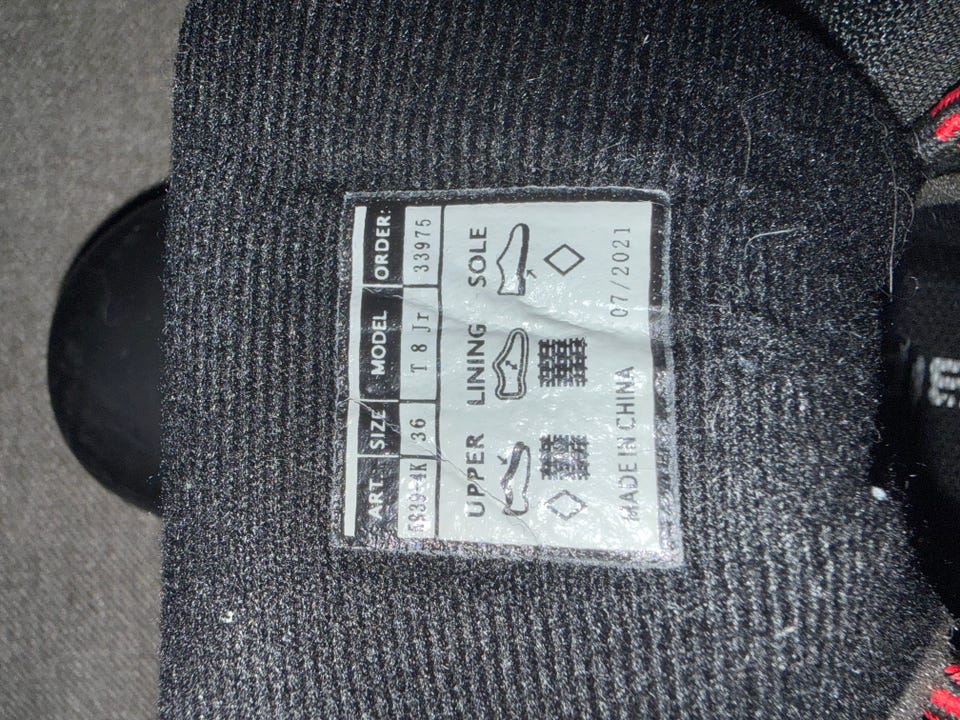 ART. SIZE MODEL ORDER:
36 T 8 Jr 33975
UPPER LINING SOLE
MADE IN CHINA 07/2021